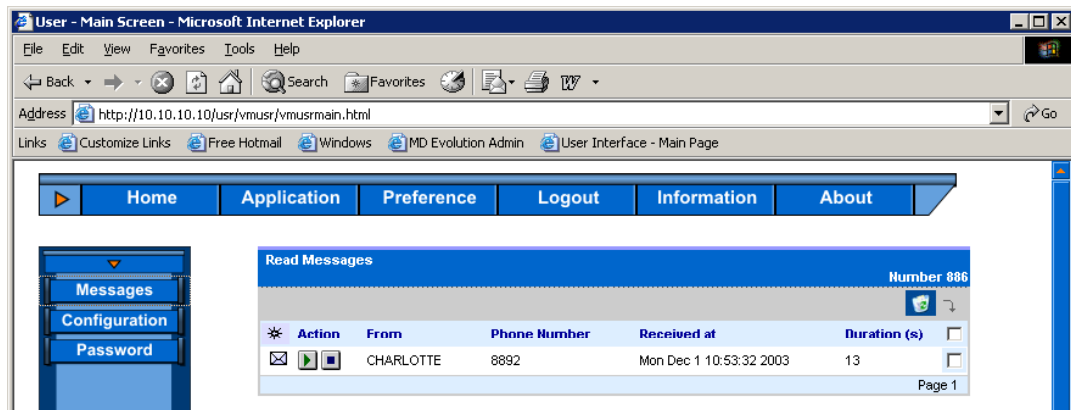 User - Main Screen - Microsoft Internet Explorer
File Edit View Favorites Tools Help
Back Search Favorites
Address http://10.10.10.10/usr/vmusr/vmusrmain.html Go
Links Customize Links Free Hotmail Windows MD Evolution Admin User Interface - Main Page
Home Application Preference Logout Information About
Messages
Configuration
Password
Read Messages
Number 886
Action From Phone Number Received at Duration (s)
CHARLOTTE 8892 Mon Dec 1 10:53:32 2003 13
Page 1